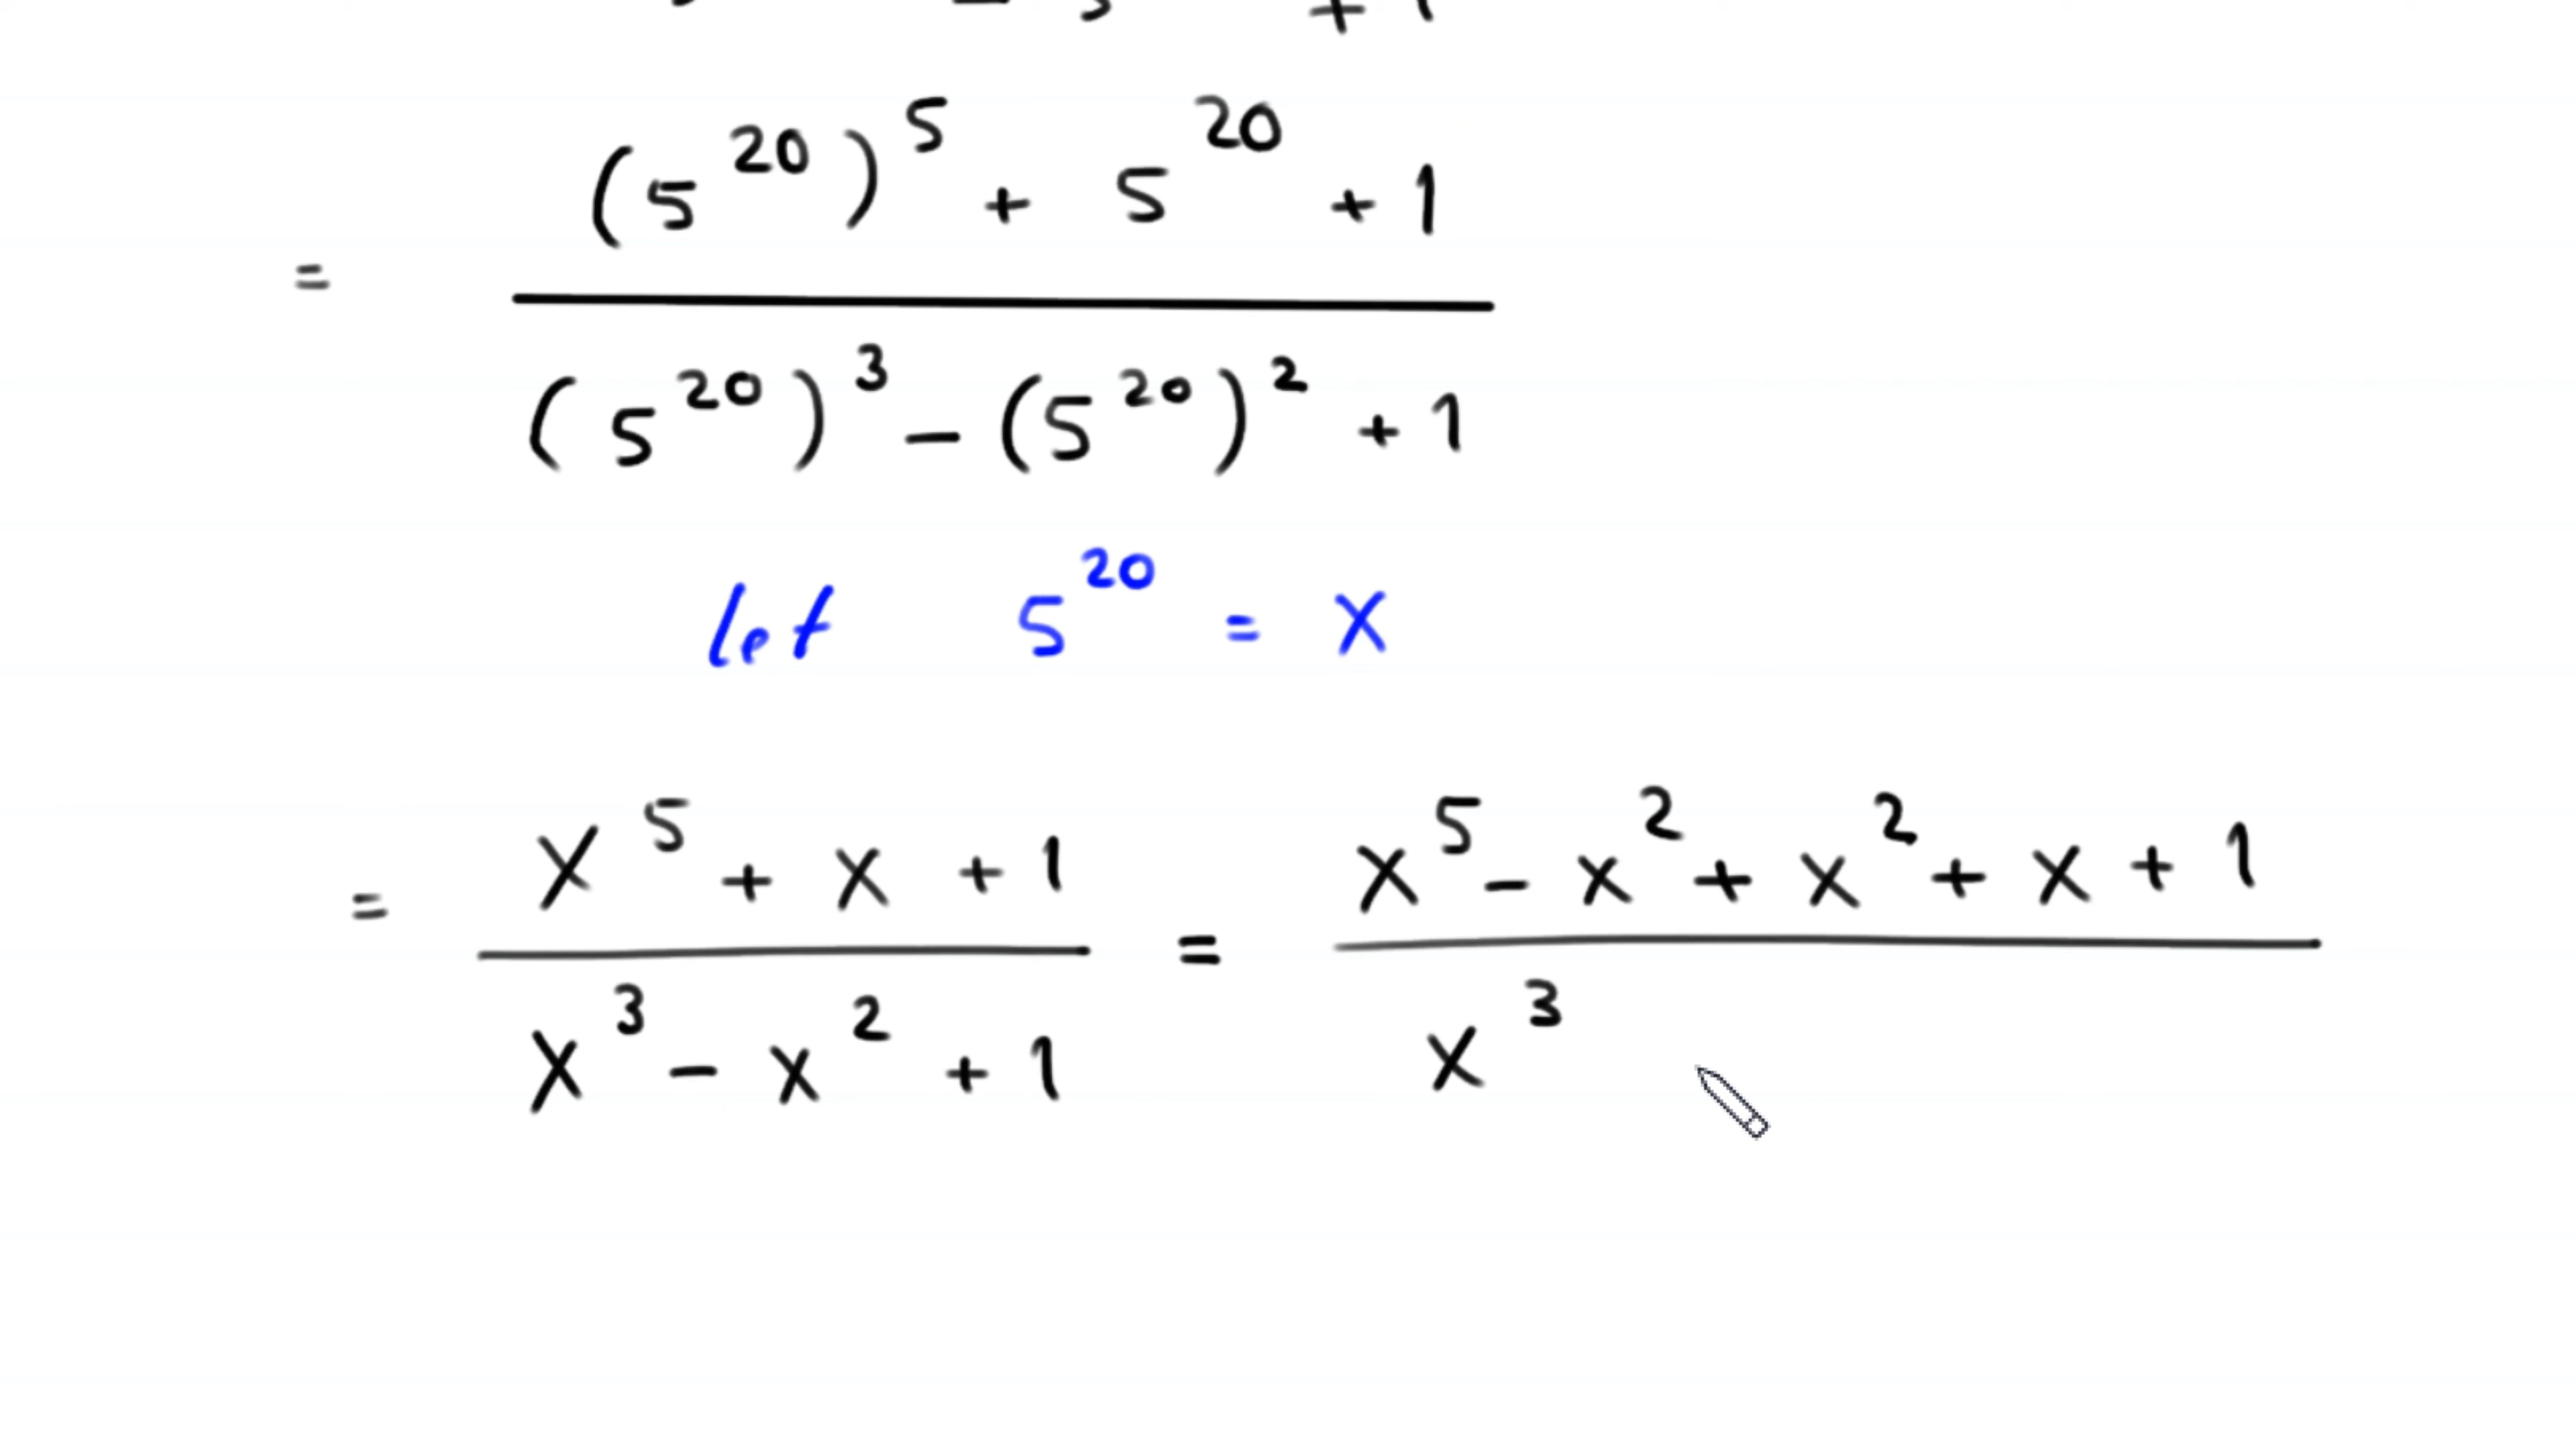 = ((5^20)^5 + 5^20 + 1) / ((5^20)^3 - (5^20)^2 + 1)
let 5^20 = x
= (x^5 + x + 1) / (x^3 - x^2 + 1) = (x^5 - x^2 + x^2 + x + 1) / x^3